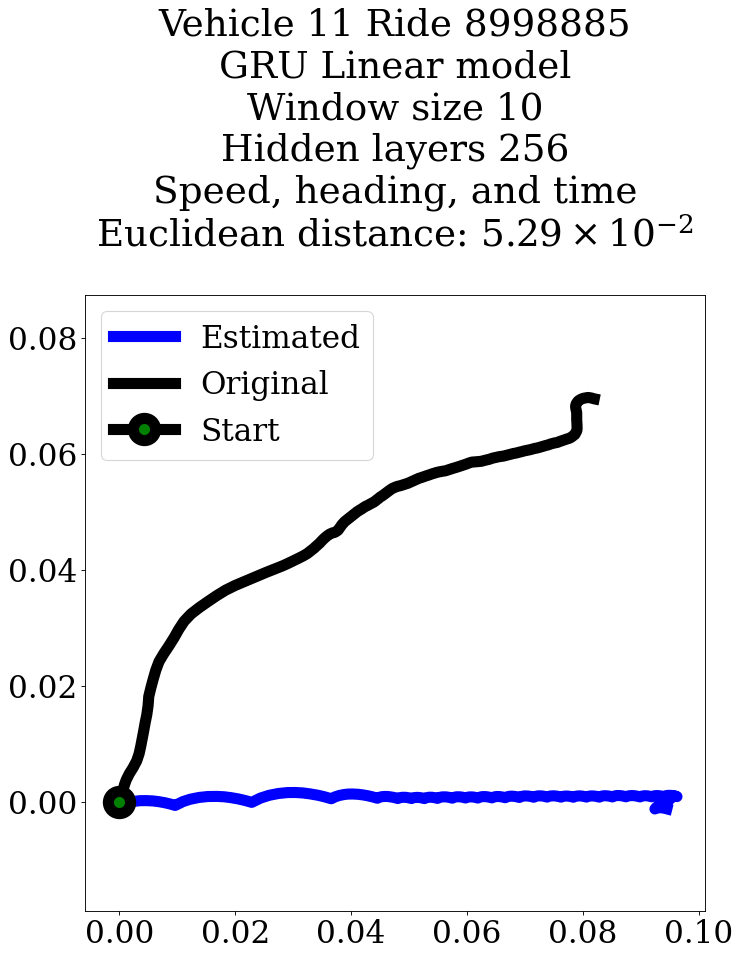 Vehicle 11 Ride 8998885
GRU Linear model
Window size 10
Hidden layers 256
Speed, heading, and time
Euclidean distance: 5.29 × 10⁻²
Estimated
Original
Start
0.08
0.06
0.04
0.02
0.00
0.00 0.02 0.04 0.06 0.08 0.10